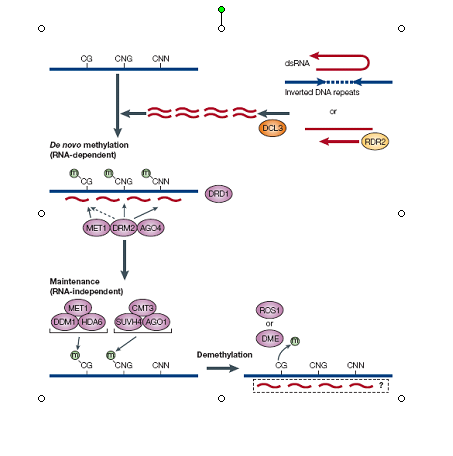 CG CNG CNN
dsRNA
Inverted DNA repeats
or
DCL3
RDR2
De novo methylation
(RNA-dependent)
m m m
CG CNG CNN
DRD1
MET1 DRM2 AGO4
Maintenance
(RNA-independent)
MET1 CMT3
DDM1 HDA6 SUVH4 AGO1
ROS1
or
DME
m
m m
Demethylation
CG CNG CNN
CG CNG CNN
?